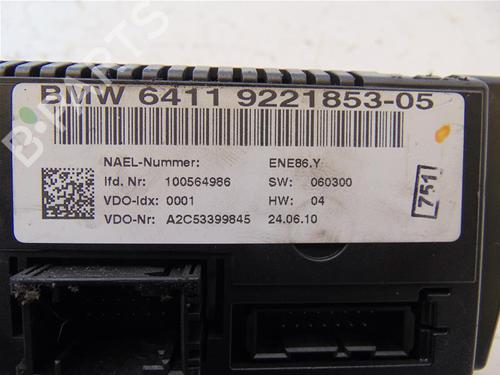 BMW 6411 9221853-05
NAEL-Nummer: ENE86.Y
lfd. Nr: 100564986 SW: 060300
VDO-Idx: 0001 HW: 04
VDO-Nr: A2C53399845 24.06.10
751
B-PARTS